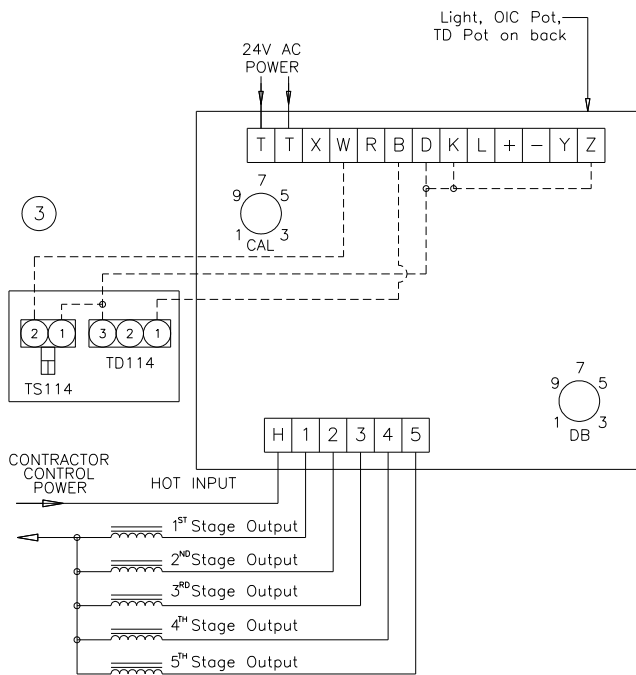 Light, OIC Pot,
TD Pot on back
24V AC
POWER
T T X W R B D K L + − Y Z
7
9 5
1 3
CAL
3
2 1 3 2 1
TS114 TD114
7
9 5
1 3
DB
H 1 2 3 4 5
CONTRACTOR
CONTROL
POWER
HOT INPUT
1ST Stage Output
2ND Stage Output
3RD Stage Output
4TH Stage Output
5TH Stage Output